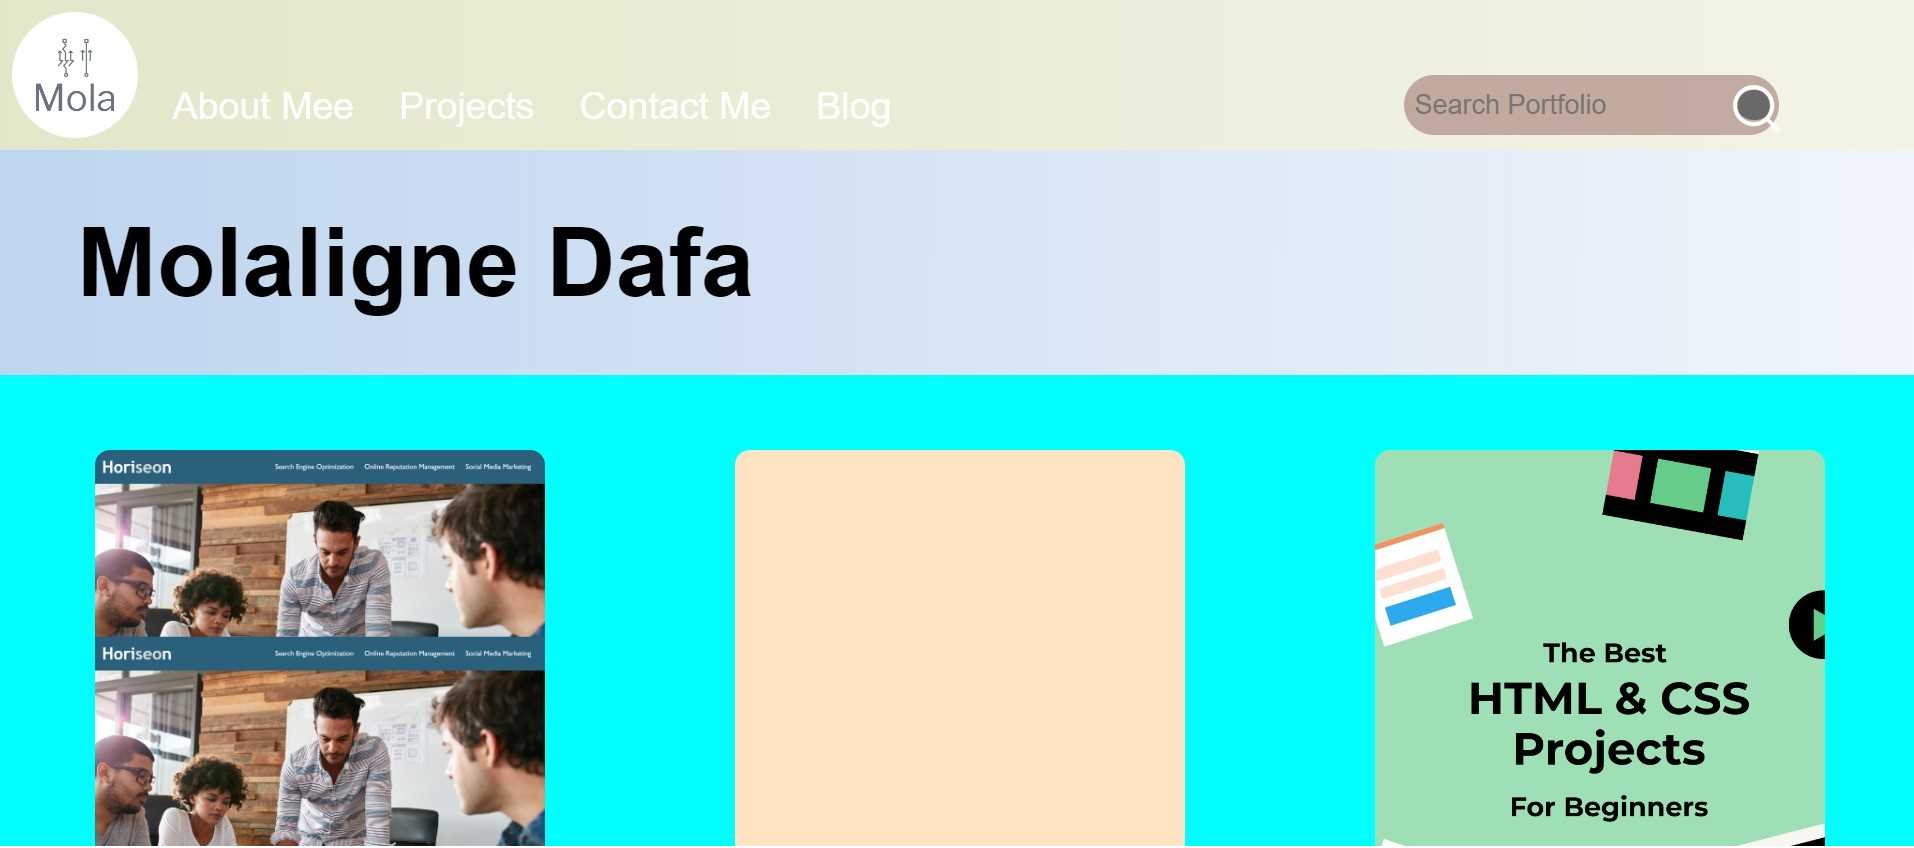 Mola
About Mee Projects Contact Me Blog
Search Portfolio
Molaligne Dafa
Horiseon Search Engine Optimization Online Reputation Management Social Media Marketing
Horiseon Search Engine Optimization Online Reputation Management Social Media Marketing
The Best
HTML & CSS
Projects
For Beginners